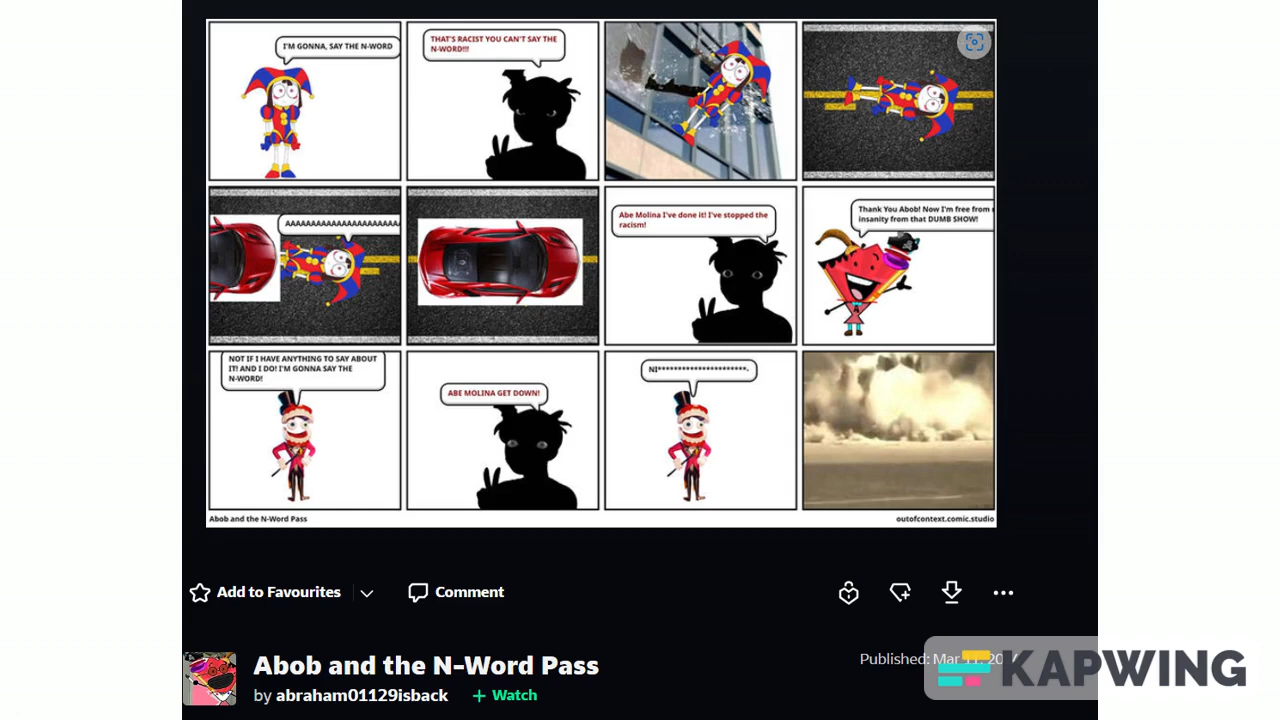 I'M GONNA, SAY THE N-WORD
THAT'S RACIST YOU CAN'T SAY THE
N-WORD!!!
AAAAAAAAAAAAAAAAAAAAAAA
Abe Molina I've done it! I've stopped the
racism!
Thank You Abob! Now I'm free from
insanity from that DUMB SHOW!
NOT IF I HAVE ANYTHING TO SAY ABOUT
IT! AND I DO! I'M GONNA SAY THE
N-WORD!
ABE MOLINA GET DOWN!
NI**********************-
Abob and the N-Word Pass
outofcontext.comic.studio
Add to Favourites
Comment
Abob and the N-Word Pass
Published: Mar
by abraham01129isback
+ Watch
KAPWING